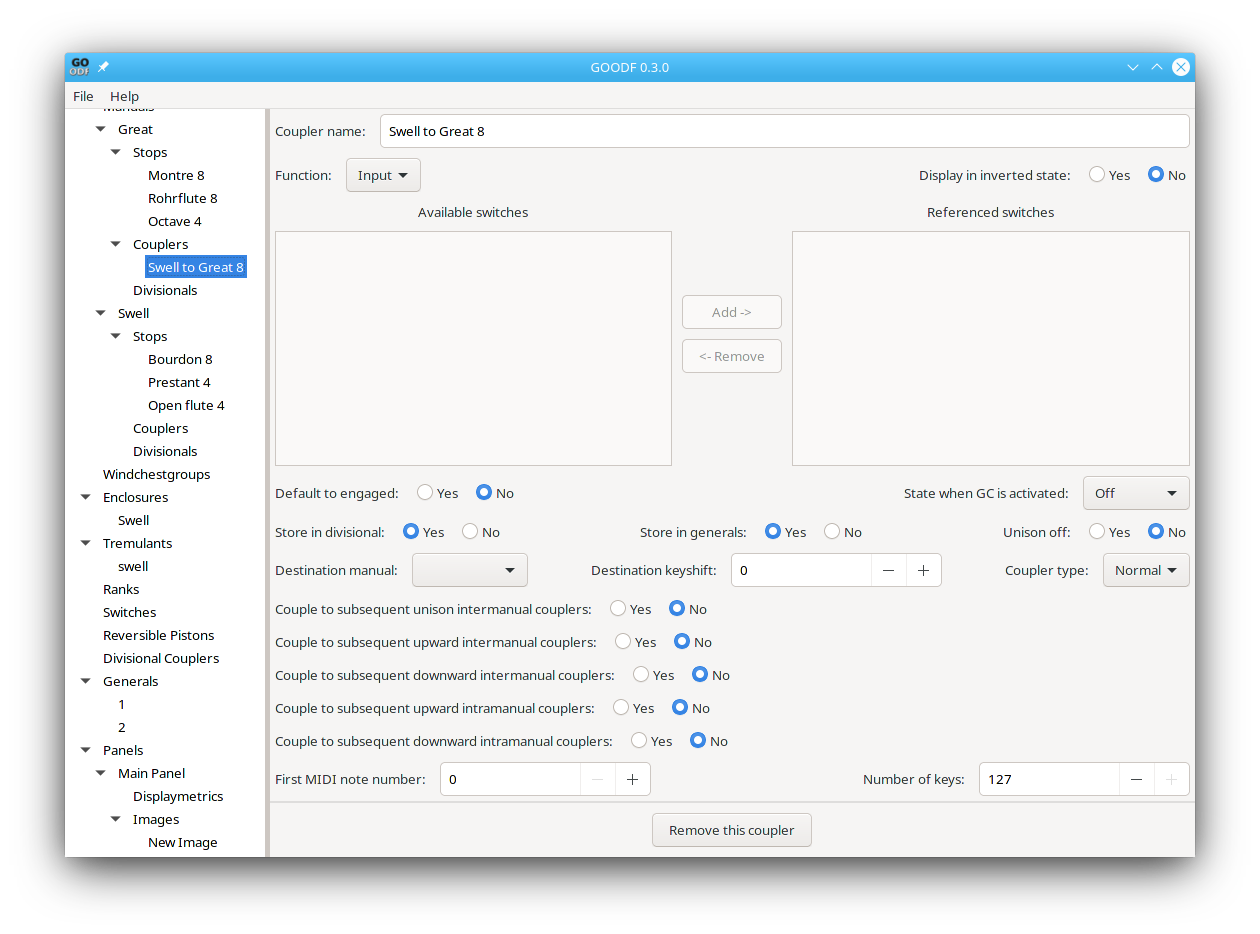 GO
ODF
GOODF 0.3.0
File Help
Manuals
Great
Stops
Montre 8
Rohrflute 8
Octave 4
Couplers
Swell to Great 8
Divisionals
Swell
Stops
Bourdon 8
Prestant 4
Open flute 4
Couplers
Divisionals
Windchestgroups
Enclosures
Swell
Tremulants
swell
Ranks
Switches
Reversible Pistons
Divisional Couplers
Generals
1
2
Panels
Main Panel
Displaymetrics
Images
New Image
Coupler name: Swell to Great 8
Function: Input Display in inverted state: Yes No
Available switches Referenced switches
Add ->
<- Remove
Default to engaged: Yes No State when GC is activated: Off
Store in divisional: Yes No Store in generals: Yes No Unison off: Yes No
Destination manual: Destination keyshift: 0 Coupler type: Normal
Couple to subsequent unison intermanual couplers: Yes No
Couple to subsequent upward intermanual couplers: Yes No
Couple to subsequent downward intermanual couplers: Yes No
Couple to subsequent upward intramanual couplers: Yes No
Couple to subsequent downward intramanual couplers: Yes No
First MIDI note number: 0 Number of keys: 127
Remove this coupler